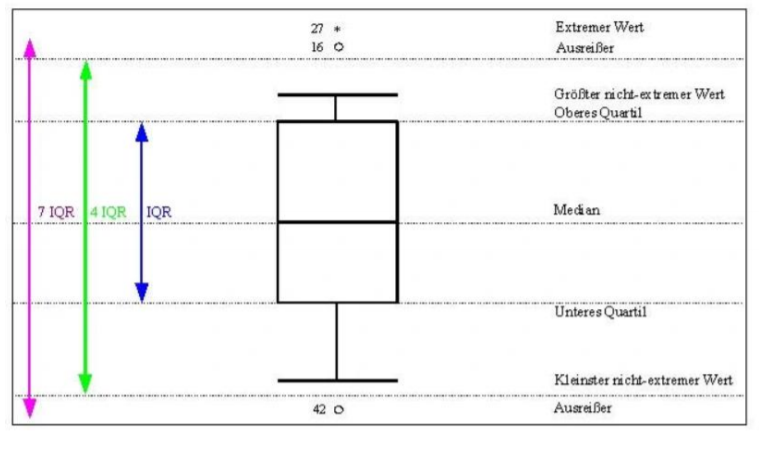 27 * Extremer Wert
16 Ausreißer
Größter nicht-extremer Wert
Oberes Quartil
7 IQR 4 IQR IQR Median
Unteres Quartil
Kleinster nicht-extremer Wert
42 Ausreißer